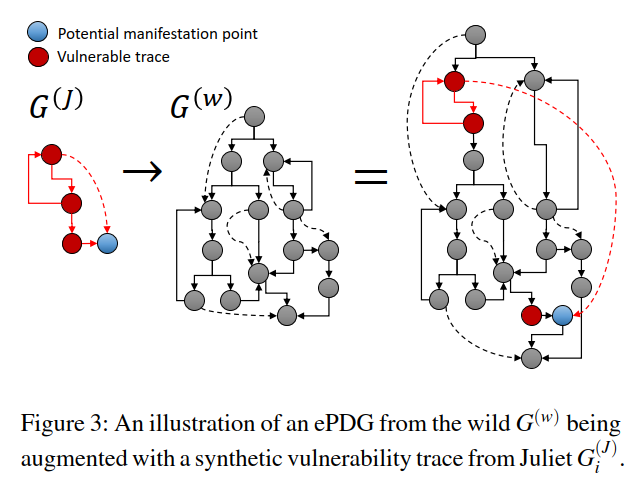 Potential manifestation point
Vulnerable trace
G^(J)
G^(w)
→
=
Figure 3: An illustration of an ePDG from the wild G^(w) being
augmented with a synthetic vulnerability trace from Juliet G_i^(J).